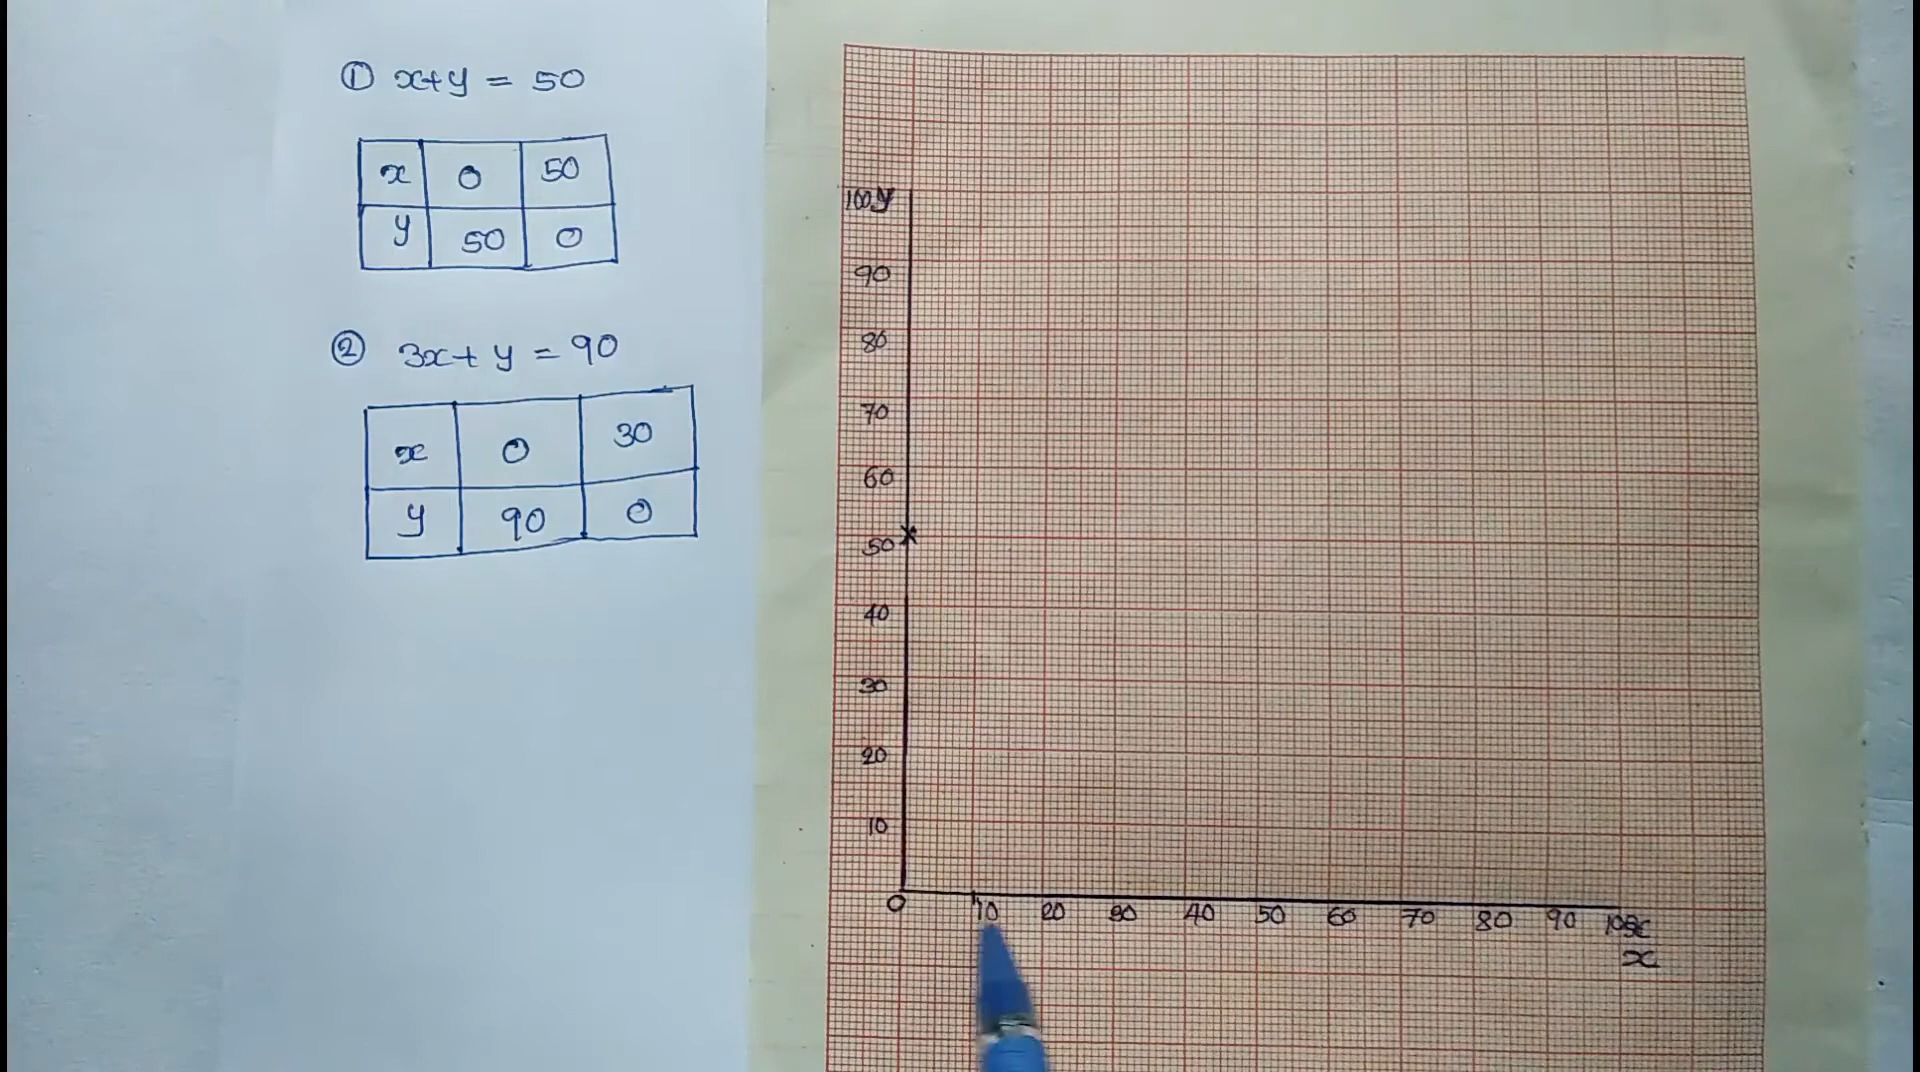 ① x+y = 50
x 0 50
y 50 0
② 3x+ y = 90
x 0 30
y 90 0
100 y
90
80
70
60
50
40
30
20
10
0 10 20 30 40 50 60 70 80 90 100x
x